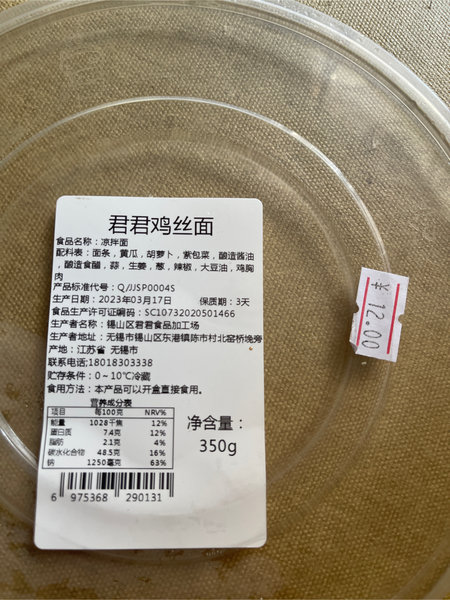 君君鸡丝面
食品名称：凉拌面
配料表：面条，黄瓜，胡萝卜，紫包菜，酿造酱油
，酿造食醋，蒜，生姜，葱，辣椒，大豆油，鸡胸
肉
产品标准代号：Q/JJSP0004S
生产日期：2023年03月17日 保质期：3天
食品生产许可证编码：SC10732020501466
生产者名称：锡山区君君食品加工场
生产者地址：无锡市锡山区东港镇陈市村北窑桥堍旁
产地：江苏省 无锡市
联系电话;18018303338
贮存条件：0～10℃冷藏
食用方法：本产品可以开盒直接食用。
营养成分表
项目 每100克 NRV%
能量 1028千焦 12%
蛋白质 7.4克 12%
脂肪 2.1克 4%
碳水化合物 48.5克 16%
钠 1250毫克 63%
净含量：
350g
6 975368 290131
¥ 12.00